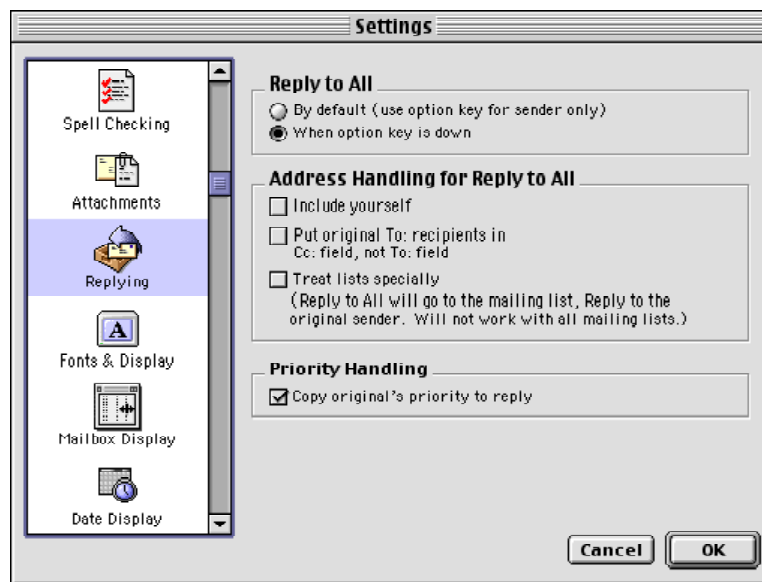 Settings
Spell Checking
Attachments
Replying
A
Fonts & Display
Mailbox Display
Date Display
Reply to All
By default (use option key for sender only)
When option key is down
Address Handling for Reply to All
Include yourself
Put original To: recipients in
Cc: field, not To: field
Treat lists specially
(Reply to All will go to the mailing list, Reply to the
original sender. Will not work with all mailing lists.)
Priority Handling
Copy original's priority to reply
Cancel
OK